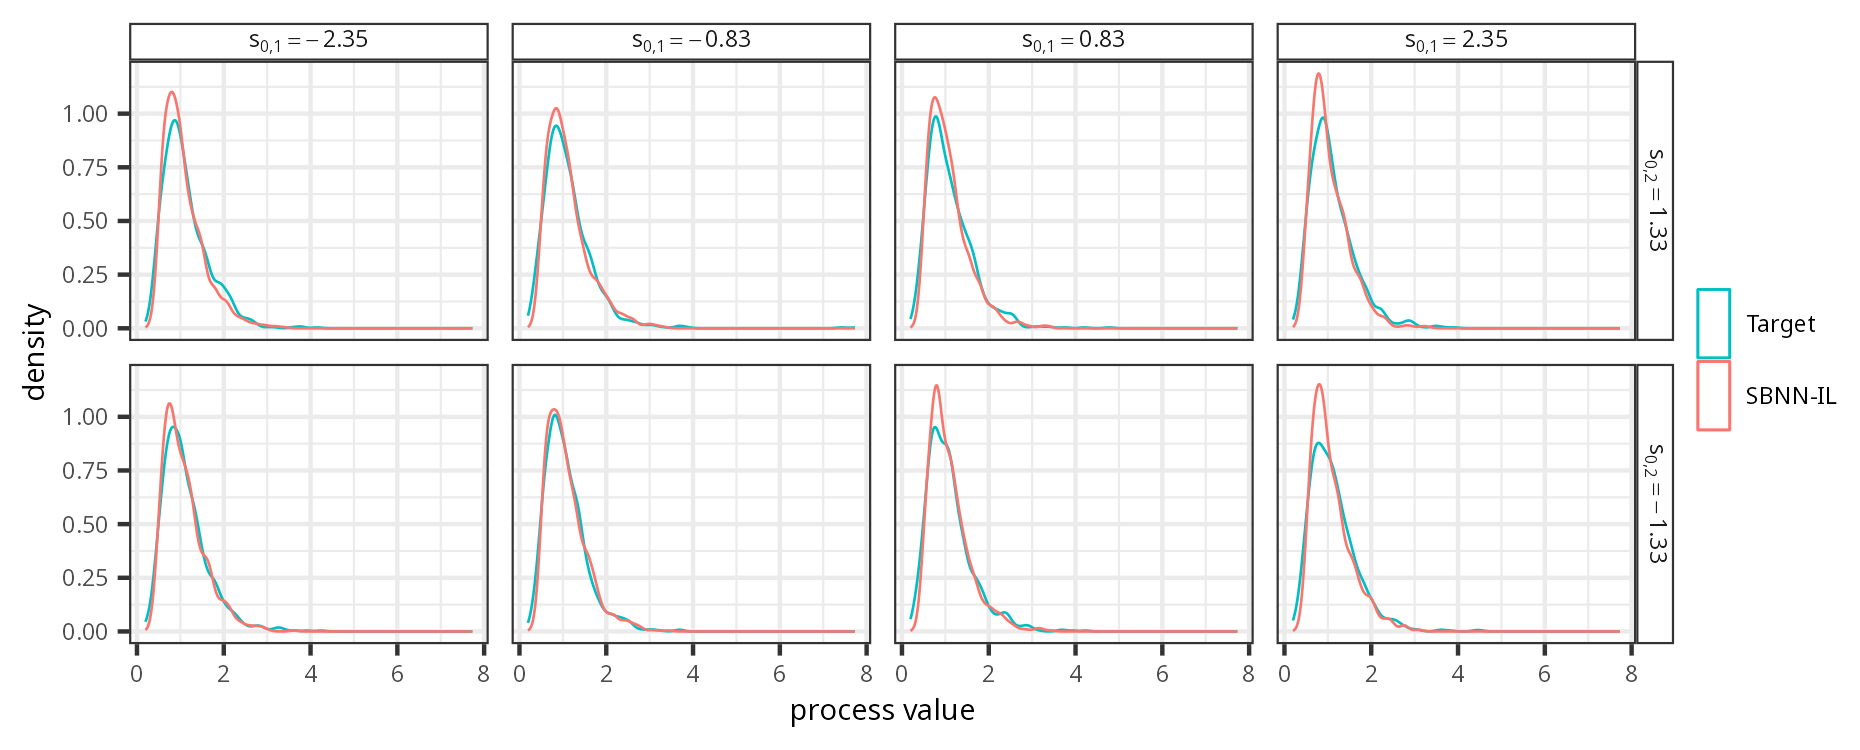 s0,1 = −2.35
s0,1 = −0.83
s0,1 = 0.83
s0,1 = 2.35
1.00
0.75
0.50
0.25
0.00
s0,2 = 1.33
1.00
0.75
0.50
0.25
0.00
s0,2 = −1.33
density
0 2 4 6 8
0 2 4 6 8
0 2 4 6 8
0 2 4 6 8
process value
Target
SBNN-IL